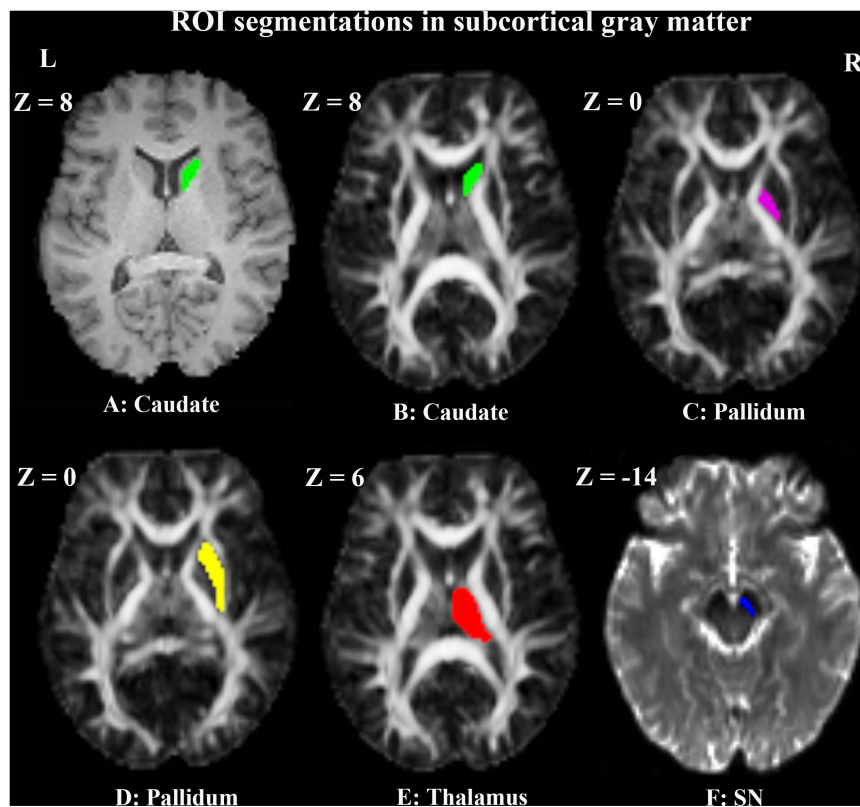 ROI segmentations in subcortical gray matter
L
R
Z = 8
Z = 8
Z = 0
A: Caudate
B: Caudate
C: Pallidum
Z = 0
Z = 6
Z = -14
D: Pallidum
E: Thalamus
F: SN